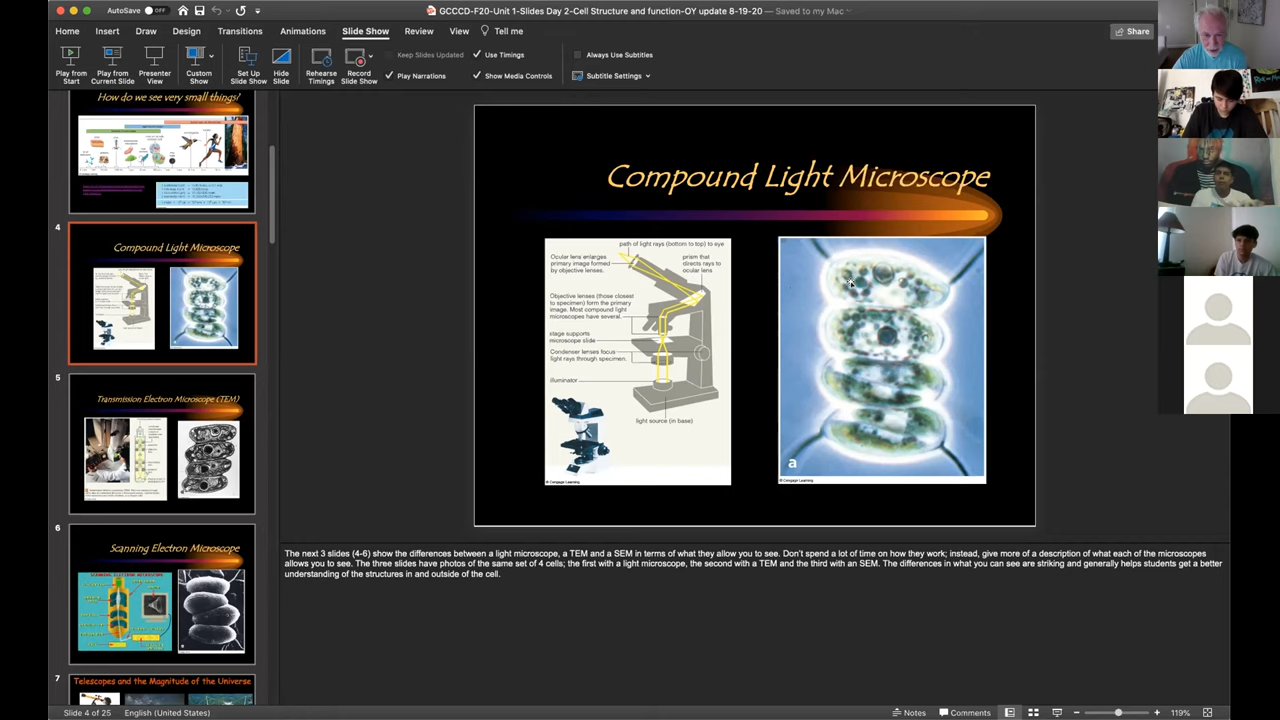 AutoSave OFF
GCCCD-F20-Unit 1-Slides Day 2-Cell Structure and function-OY update 8-19-20 — Saved to my Mac
Home Insert Draw Design Transitions Animations Slide Show Review View Tell me Share
Play from Start
Play from Current Slide
Presenter View
Custom Show
Set Up Slide Show
Hide Slide
Rehearse Timings
Record Slide Show
Keep Slides Updated
Use Timings
Play Narrations
Show Media Controls
Always Use Subtitles
Subtitle Settings
How do we see very small things?
4
Compound Light Microscope
5
Transmission Electron Microscope (TEM)
6
Scanning Electron Microscope
SCANNING ELECTRON MICROSCOPE
7
Telescopes and the Magnitude of the Universe
Compound Light Microscope
path of light rays (bottom to top) to eye
Ocular lens enlarges
primary image formed
by objective lenses.
prism that
directs rays to
ocular lens
Objective lenses (those closest
to specimen) form the primary
image. Most compound light
microscopes have several.
stage supports
microscope slide
Condenser lenses focus
light rays through specimen.
illuminator
light source (in base)
© Cengage Learning
a
© Cengage Learning
The next 3 slides (4-6) show the differences between a light microscope, a TEM and a SEM in terms of what they allow you to see. Don't spend a lot of time on how they work; instead, give more of a description of what each of the microscopes
allows you to see. The three slides have photos of the same set of 4 cells; the first with a light microscope, the second with a TEM and the third with an SEM. The differences in what you can see are striking and generally helps students get a better
understanding of the structures in and outside of the cell.
Slide 4 of 25 English (United States) Notes Comments 119%